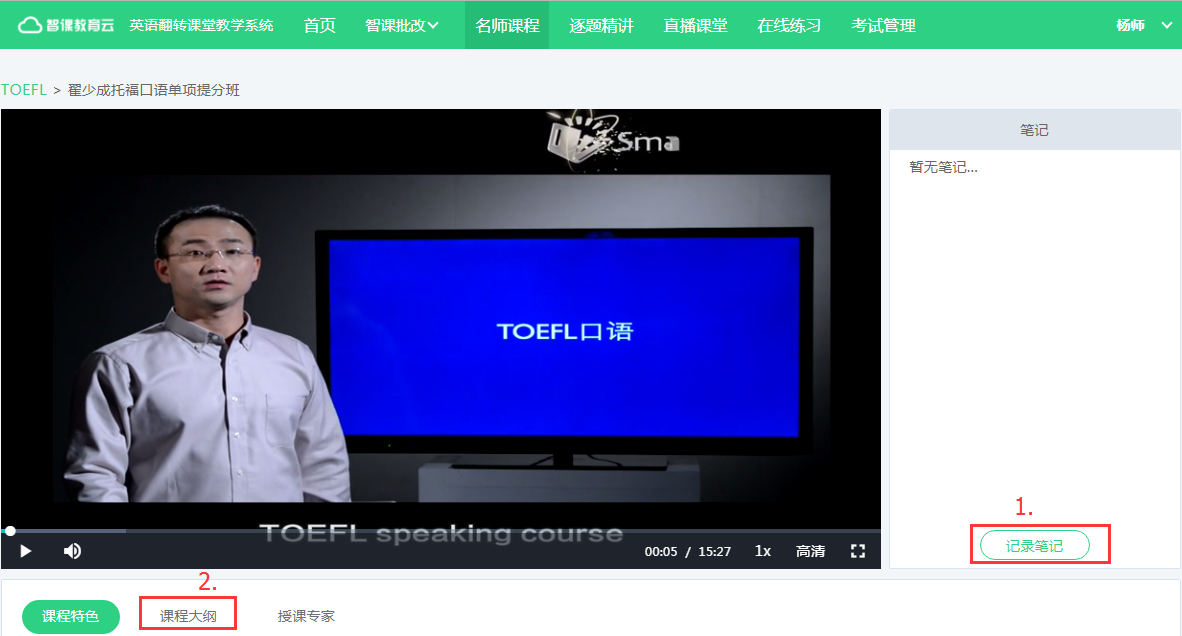 智课教育云 英语翻转课堂教学系统 首页 智课批改 名师课程 逐题精讲 直播课堂 在线练习 考试管理 杨师
TOEFL > 翟少成托福口语单项提分班
Sma
TOEFL口语
TOEFL speaking course
00:05 / 15:27 1x 高清
笔记
暂无笔记...
1.
记录笔记
2.
课程特色 课程大纲 授课专家